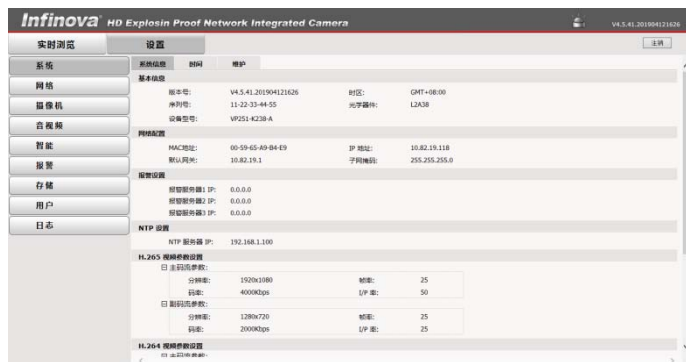 Infinova HD Explosin Proof Network Integrated Camera V4.5.41.201904121626
实时浏览 设置 注销
系统 系统信息 时间 维护
网络
摄像机
音视频
智能
报警
存储
用户
日志
基本信息
版本号: V4.5.41.201904121626 时区: GMT+08:00
序列号: 11-22-33-44-55 光学器件: L2A38
设备型号: VP251-K238-A
网络配置
MAC地址: 00-59-65-A9-B4-E9 IP 地址: 10.82.19.118
默认网关: 10.82.19.1 子网掩码: 255.255.255.0
报警设置
报警服务器1 IP: 0.0.0.0
报警服务器2 IP: 0.0.0.0
报警服务器3 IP: 0.0.0.0
NTP 设置
NTP 服务器 IP: 192.168.1.100
H.265 视频参数设置
主码流参数:
分辨率: 1920x1080 帧率: 25
码率: 4000Kbps I/P 率: 50
副码流参数:
分辨率: 1280x720 帧率: 25
码率: 2000Kbps I/P 率: 25
H.264 视频参数设置
主码流参数: